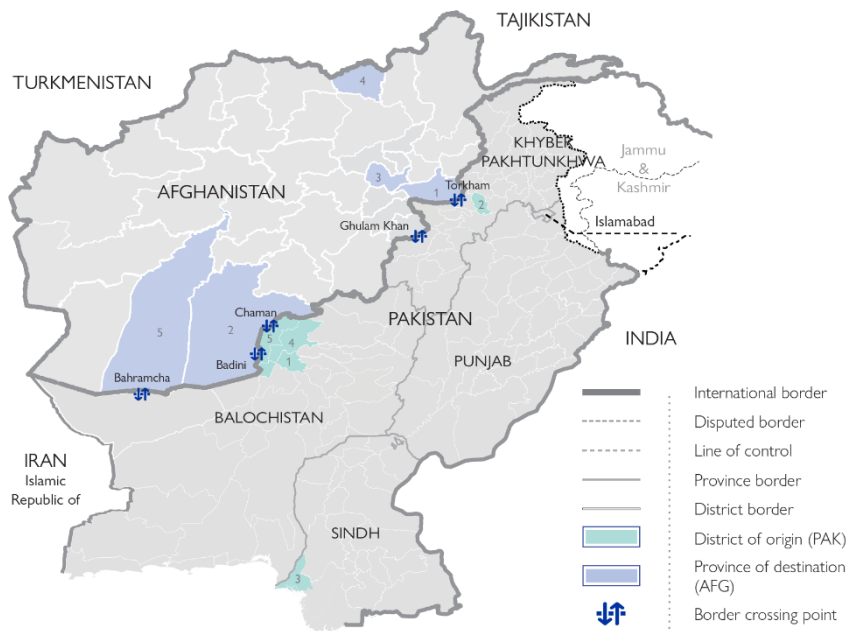 TAJIKISTAN
TURKMENISTAN
4
KHYBER
PAKHTUNKHWA
Jammu
&
Kashmir
3
AFGHANISTAN
1
Torkham
2
Ghulam Khan
Islamabad
5
2
Chaman
5
4
PAKISTAN
INDIA
Badini
1
PUNJAB
Bahramcha
BALOCHISTAN
IRAN
Islamic
Republic of
SINDH
3
International border
Disputed border
Line of control
Province border
District border
District of origin (PAK)
Province of destination
(AFG)
Border crossing point